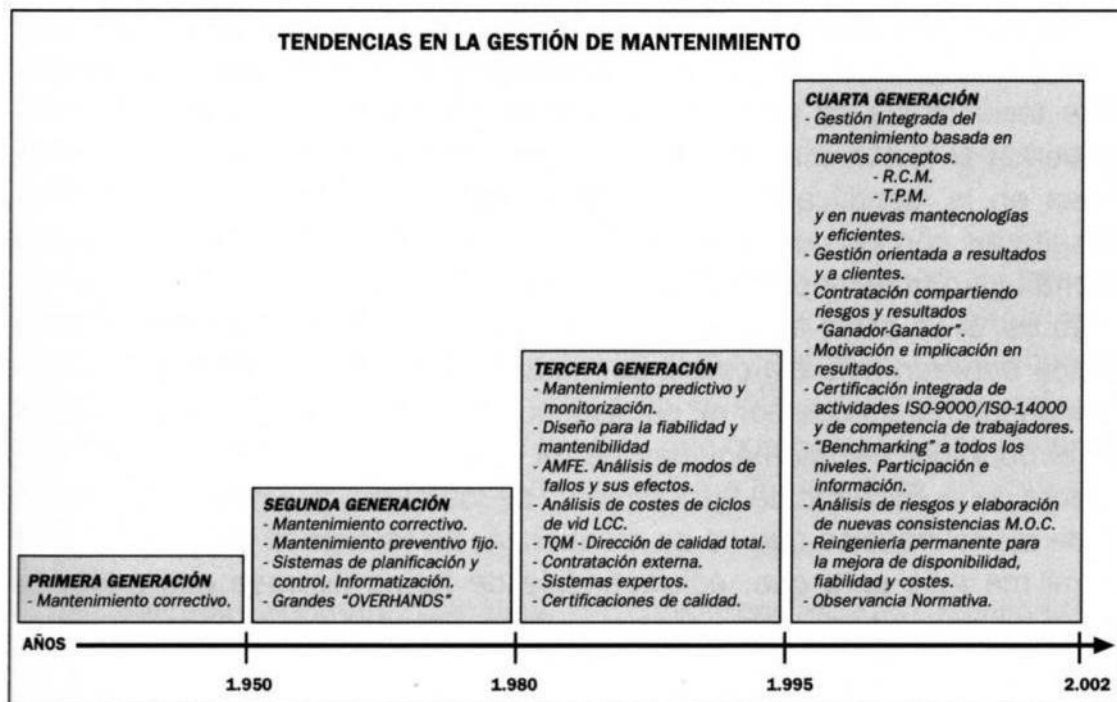 TENDENCIAS EN LA GESTIÓN DE MANTENIMIENTO
PRIMERA GENERACIÓN
- Mantenimiento correctivo.
SEGUNDA GENERACIÓN
- Mantenimiento correctivo.
- Mantenimiento preventivo fijo.
- Sistemas de planificación y
control. Informatización.
- Grandes "OVERHANDS"
TERCERA GENERACIÓN
- Mantenimiento predictivo y
monitorización.
- Diseño para la fiabilidad y
mantenibilidad
- AMFE. Análisis de modos de
fallos y sus efectos.
- Análisis de costes de ciclos
de vid LCC.
- TQM - Dirección de calidad total.
- Contratación externa.
- Sistemas expertos.
- Certificaciones de calidad.
CUARTA GENERACIÓN
- Gestión Integrada del
mantenimiento basada en
nuevos conceptos.
- R.C.M.
- T.P.M.
y en nuevas mantecnologías
y eficientes.
- Gestión orientada a resultados
y a clientes.
- Contratación compartiendo
riesgos y resultados
"Ganador-Ganador".
- Motivación e implicación en
resultados.
- Certificación integrada de
actividades ISO-9000/ISO-14000
y de competencia de trabajadores.
- "Benchmarking" a todos los
niveles. Participación e
información.
- Análisis de riesgos y elaboración
de nuevas consistencias M.O.C.
- Reingeniería permanente para
la mejora de disponibilidad,
fiabilidad y costes.
- Observancia Normativa.
AÑOS
1.950 1.980 1.995 2.002